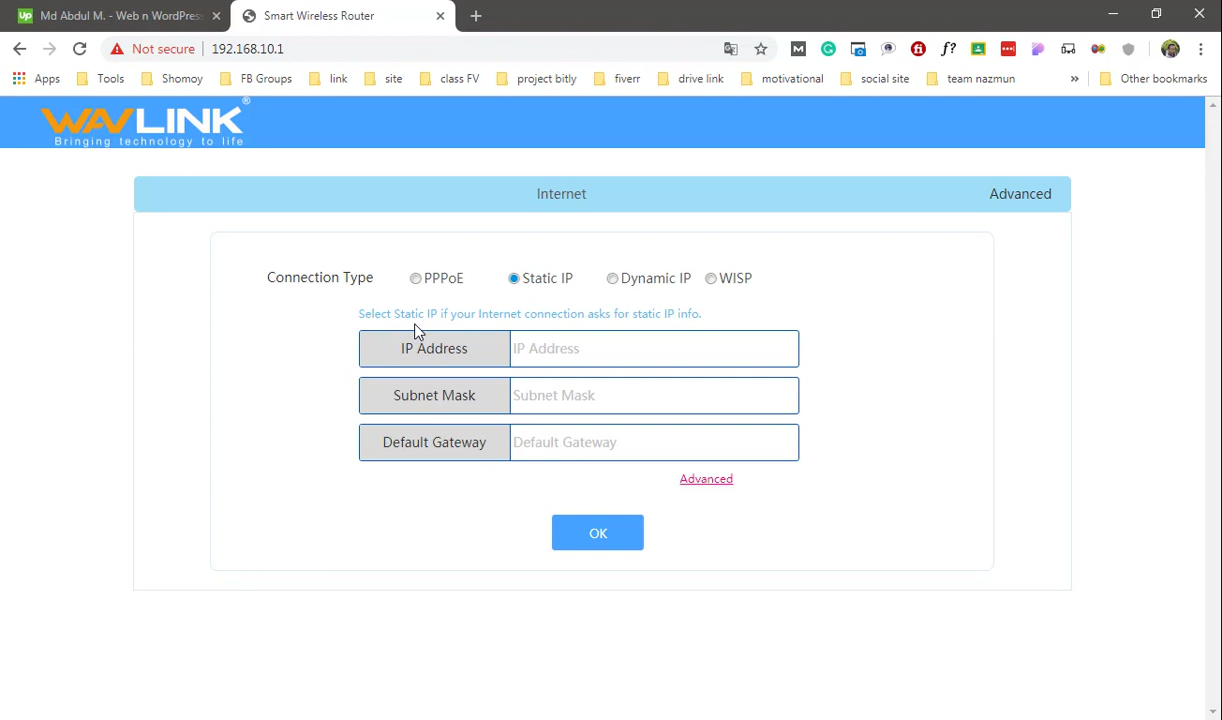 Md Abdul M. - Web n WordPress
Smart Wireless Router
Not secure
192.168.10.1
Apps
Tools
Shomoy
FB Groups
link
site
class FV
project bitly
fiverr
drive link
motivational
social site
team nazmun
»
Other bookmarks
WAVLINK®
Bringing technology to life
Internet
Advanced
Connection Type
PPPoE
Static IP
Dynamic IP
WISP
Select Static IP if your Internet connection asks for static IP info.
IP Address
IP Address
Subnet Mask
Subnet Mask
Default Gateway
Default Gateway
Advanced
OK